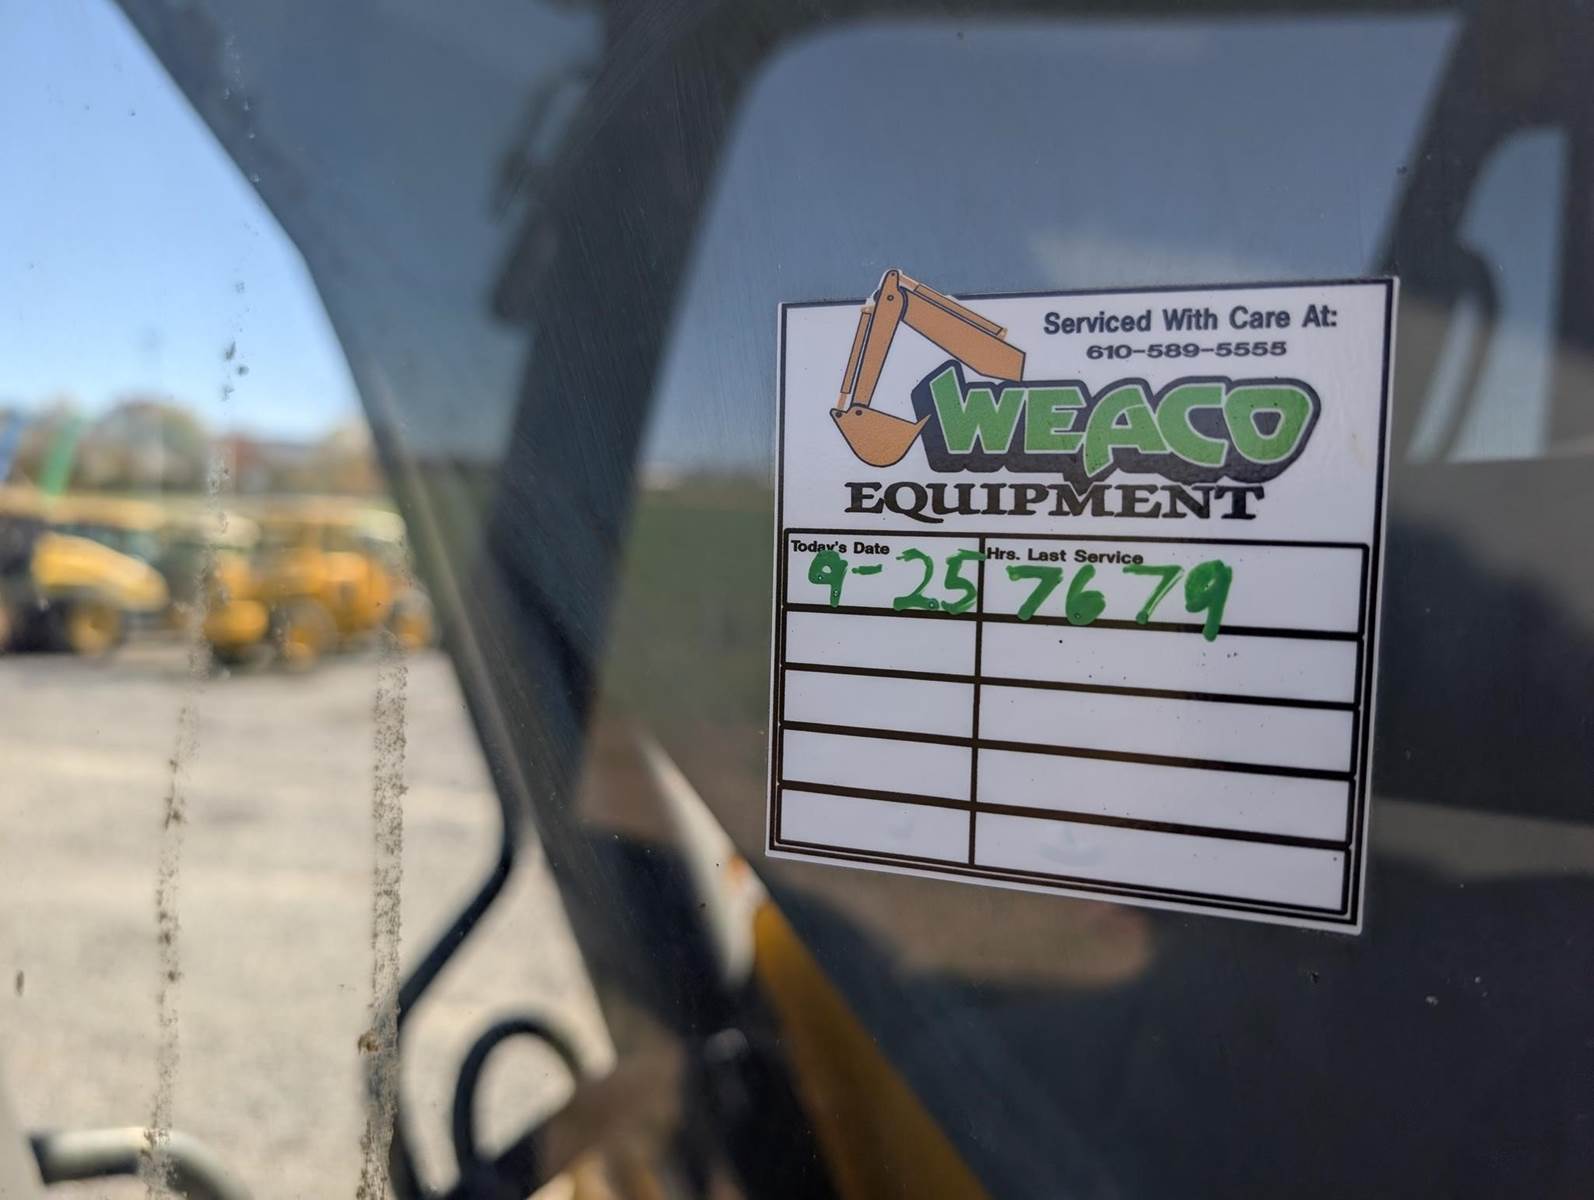 Serviced With Care At:
610-589-5555
WEACO
EQUIPMENT
Today's Date Hrs. Last Service
9-25 7679